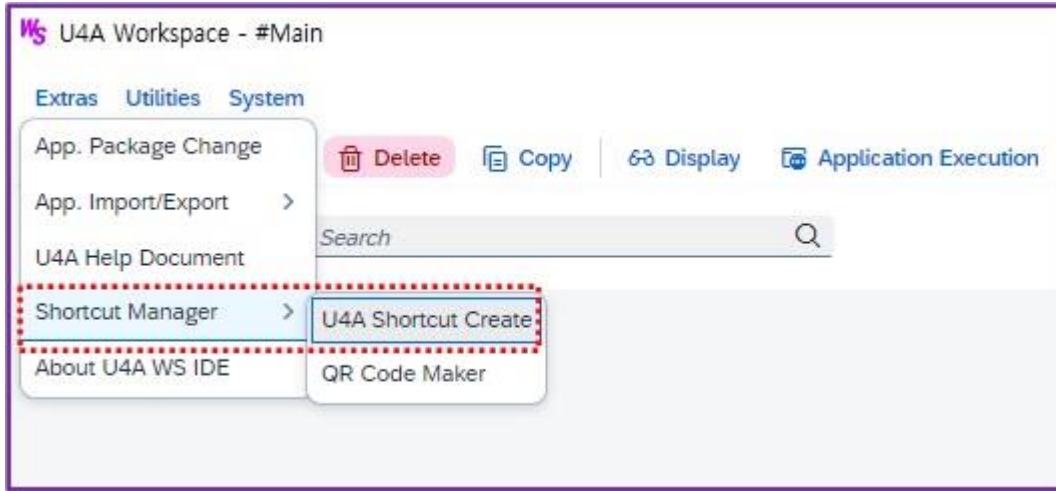 WS U4A Workspace - #Main
Extras Utilities System
App. Package Change
Delete Copy Display Application Execution
App. Import/Export >
Search
U4A Help Document
Shortcut Manager >
U4A Shortcut Create
About U4A WS IDE
QR Code Maker